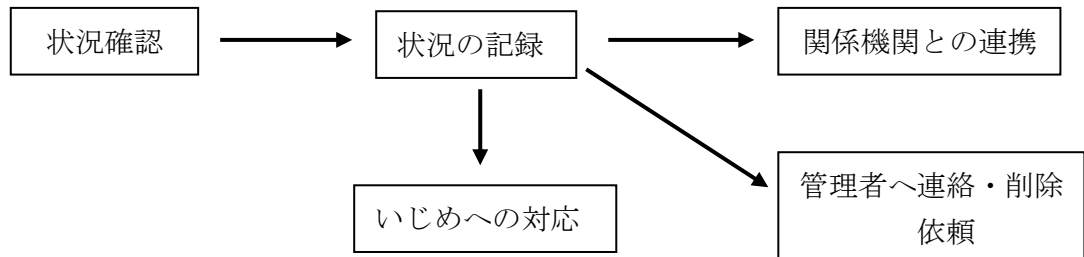 状況確認
状況の記録
関係機関との連携
いじめへの対応
管理者へ連絡・削除
依頼